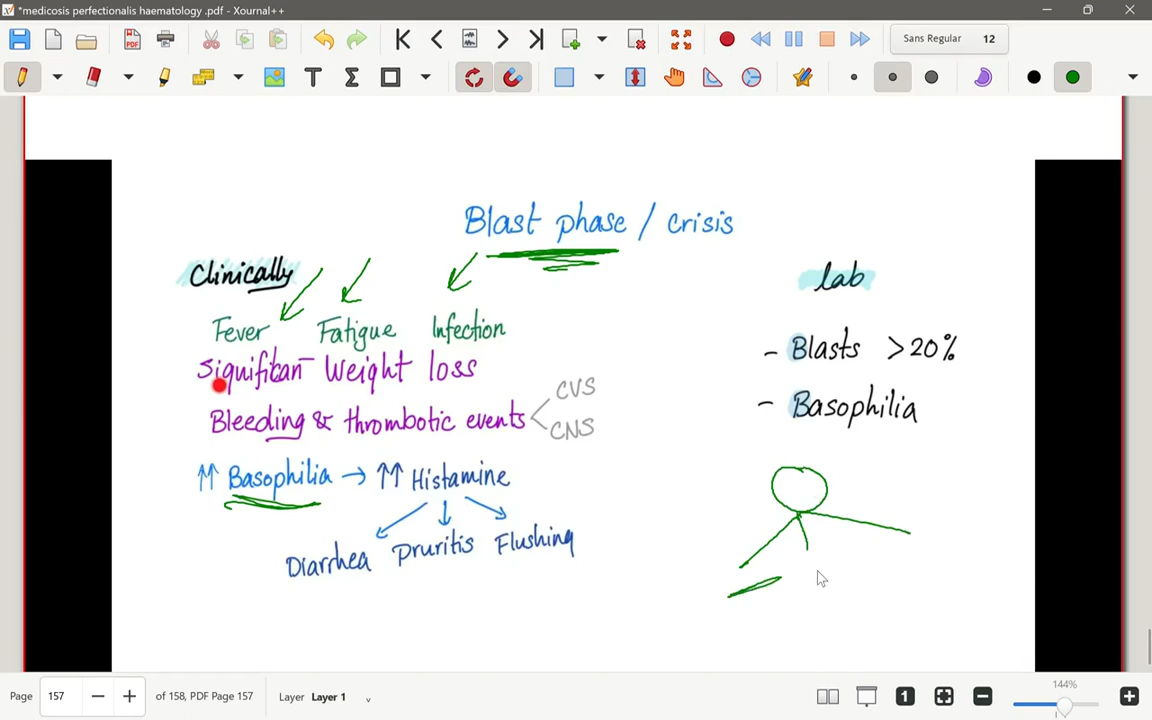 *medicosis perfectionalis haematology .pdf - Xournal++
Sans Regular 12
Blast phase / crisis
Clinically
lab
Fever Fatigue Infection
Significant Weight loss
- Blasts >20%
CVS
Bleeding & thrombotic events
CNS
- Basophilia
↑↑ Basophilia → ↑↑ Histamine
Diarrhea Pruritis Flushing
Page 157 of 158, PDF Page 157 Layer Layer 1 144%